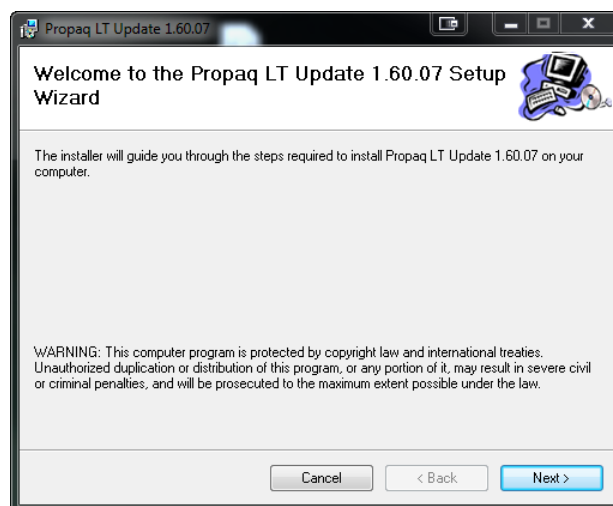 Propaq LT Update 1.60.07
Welcome to the Propaq LT Update 1.60.07 Setup
Wizard
The installer will guide you through the steps required to install Propaq LT Update 1.60.07 on your
computer.
WARNING: This computer program is protected by copyright law and international treaties.
Unauthorized duplication or distribution of this program, or any portion of it, may result in severe civil
or criminal penalties, and will be prosecuted to the maximum extent possible under the law.
Cancel
< Back
Next >